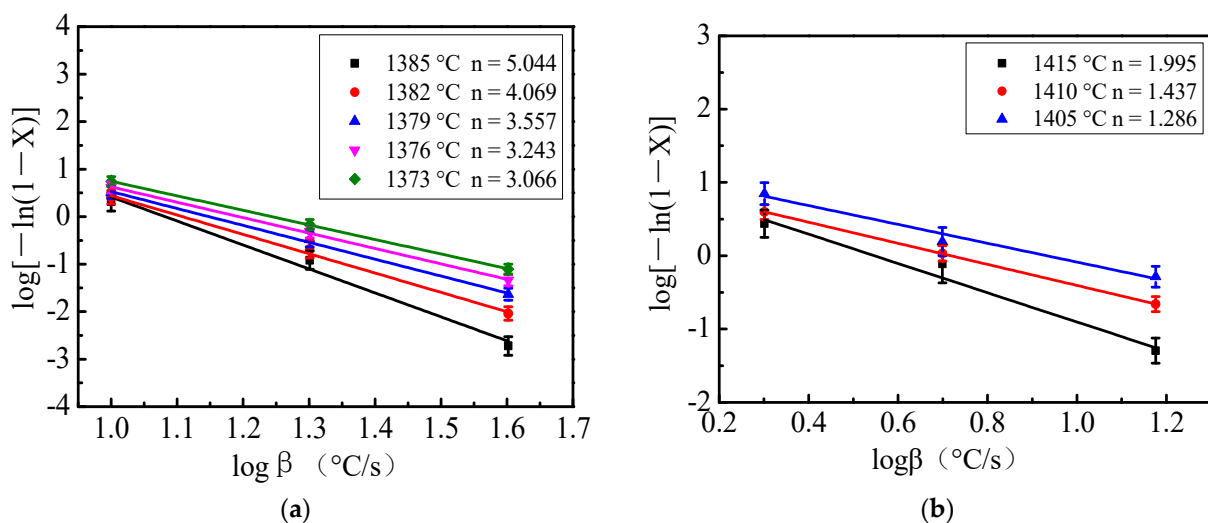 4
3
2
1
0
-1
-2
-3
-4
log[－ln(1－X)]
1385 °C n = 5.044
1382 °C n = 4.069
1379 °C n = 3.557
1376 °C n = 3.243
1373 °C n = 3.066
1.0 1.1 1.2 1.3 1.4 1.5 1.6 1.7
log β （°C/s）
(a)
3
2
1
0
-1
-2
log[－ln(1－X)]
1415 °C n = 1.995
1410 °C n = 1.437
1405 °C n = 1.286
0.2 0.4 0.6 0.8 1.0 1.2
logβ（°C/s）
(b)